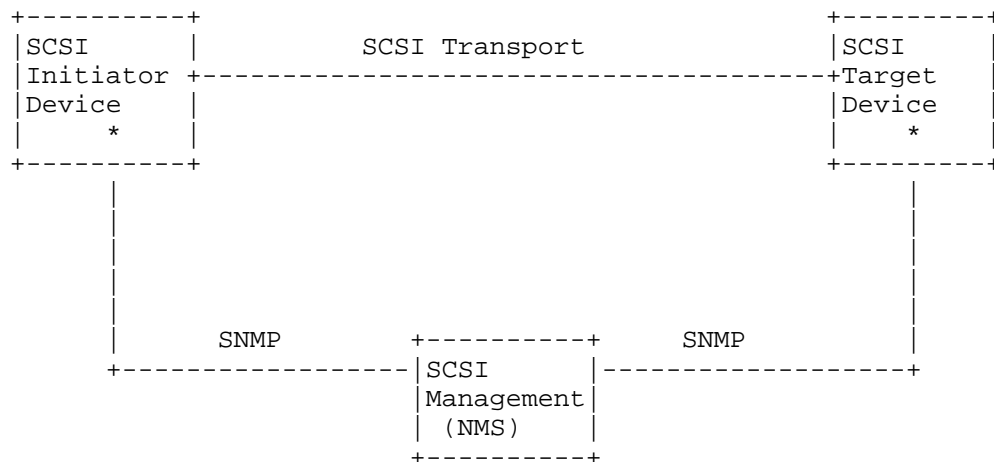 SCSI SCSI Transport SCSI
Initiator Target
Device Device
* *
SNMP SNMP
SCSI
Management
(NMS)